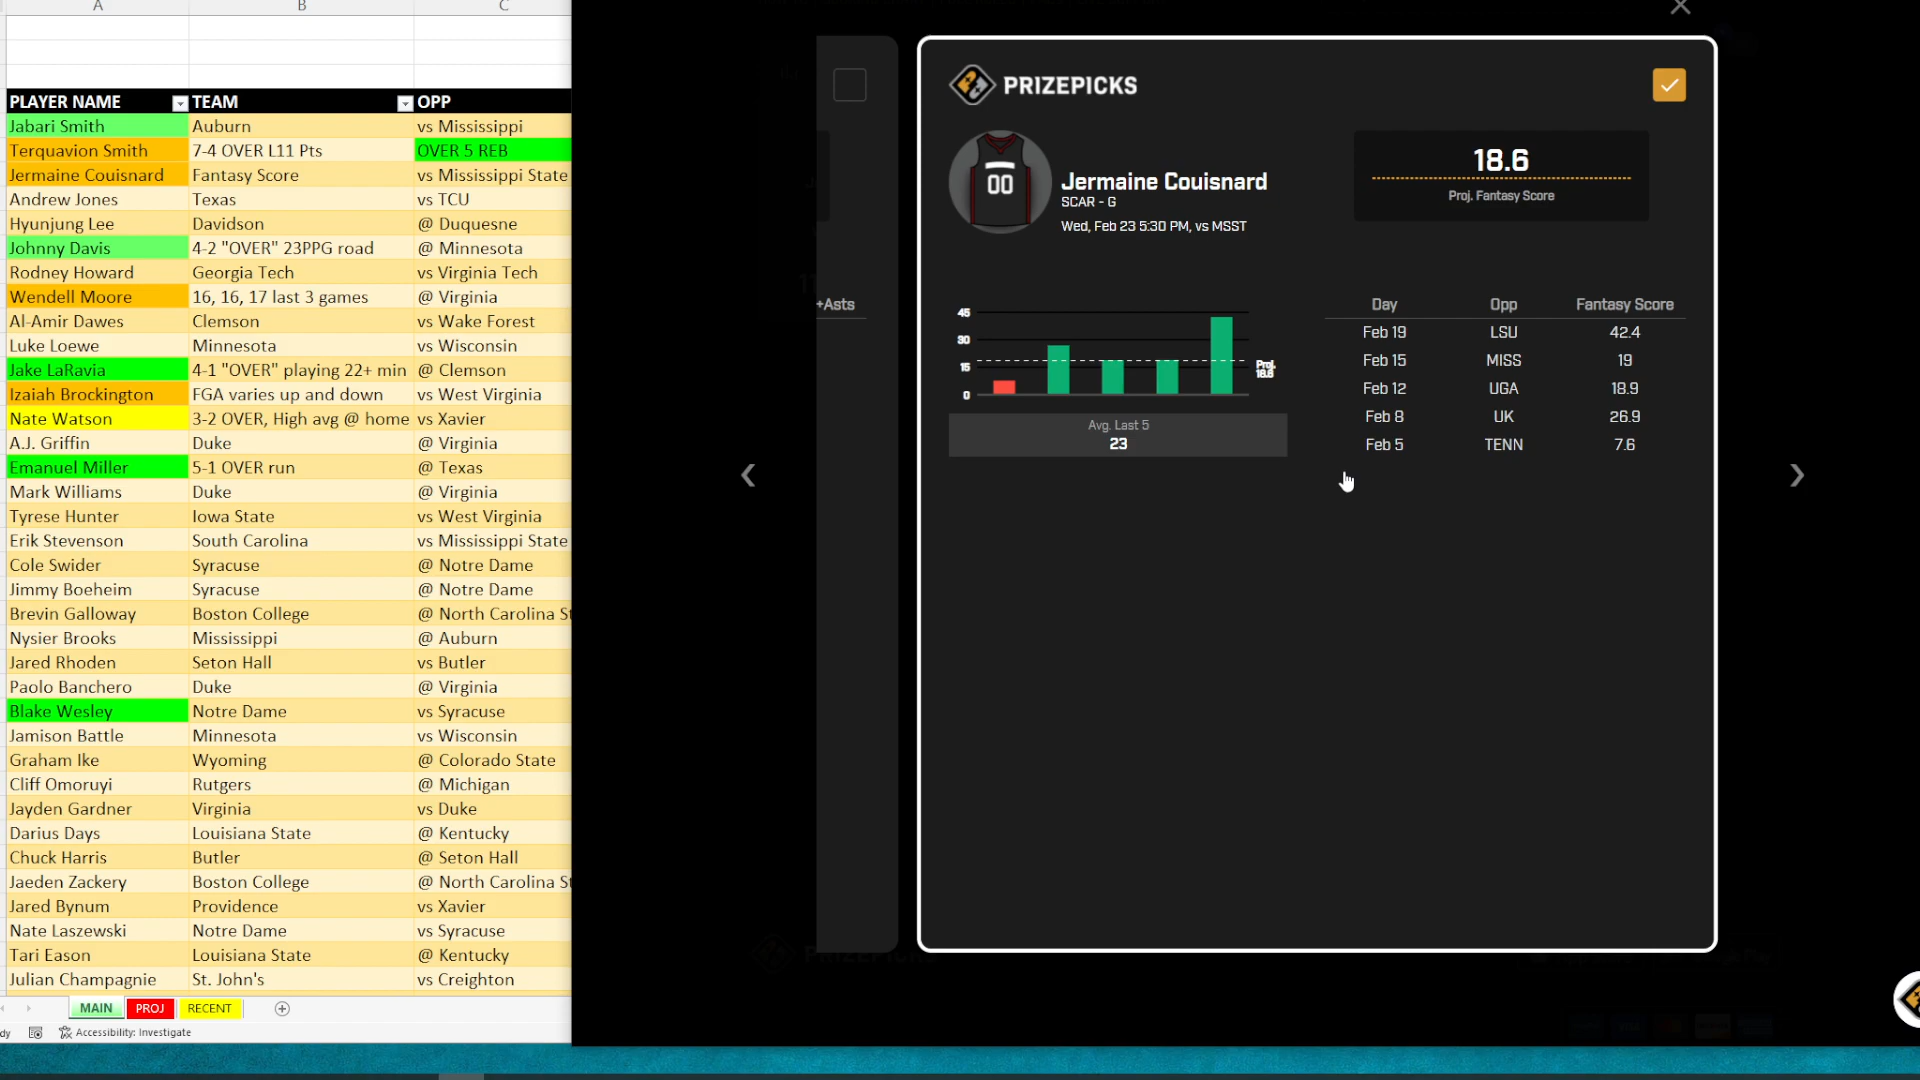 A B C
PLAYER NAME TEAM OPP
Jabari Smith Auburn vs Mississippi
Terquavion Smith 7-4 OVER L11 Pts OVER 5 REB
Jermaine Couisnard Fantasy Score vs Mississippi State
Andrew Jones Texas vs TCU
Hyunjung Lee Davidson @ Duquesne
Johnny Davis 4-2 "OVER" 23PPG road @ Minnesota
Rodney Howard Georgia Tech vs Virginia Tech
Wendell Moore 16, 16, 17 last 3 games @ Virginia
Al-Amir Dawes Clemson vs Wake Forest
Luke Loewe Minnesota vs Wisconsin
Jake LaRavia 4-1 "OVER" playing 22+ min @ Clemson
Izaiah Brockington FGA varies up and down vs West Virginia
Nate Watson 3-2 OVER, High avg @ home vs Xavier
A.J. Griffin Duke @ Virginia
Emanuel Miller 5-1 OVER run @ Texas
Mark Williams Duke @ Virginia
Tyrese Hunter Iowa State vs West Virginia
Erik Stevenson South Carolina vs Mississippi State
Cole Swider Syracuse @ Notre Dame
Jimmy Boeheim Syracuse @ Notre Dame
Brevin Galloway Boston College @ North Carolina St
Nysier Brooks Mississippi @ Auburn
Jared Rhoden Seton Hall vs Butler
Paolo Banchero Duke @ Virginia
Blake Wesley Notre Dame vs Syracuse
Jamison Battle Minnesota vs Wisconsin
Graham Ike Wyoming @ Colorado State
Cliff Omoruyi Rutgers @ Michigan
Jayden Gardner Virginia vs Duke
Darius Days Louisiana State @ Kentucky
Chuck Harris Butler @ Seton Hall
Jaeden Zackery Boston College @ North Carolina St
Jared Bynum Providence vs Xavier
Nate Laszewski Notre Dame vs Syracuse
Tari Eason Louisiana State @ Kentucky
Julian Champagnie St. John's vs Creighton
MAIN PROJ RECENT
dy Accessibility: Investigate
+Asts
PRIZEPICKS
Jermaine Couisnard
SCAR - G
Wed, Feb 23 5:30 PM, vs MSST
18.6
Proj. Fantasy Score
45
30
15
0
Proj.
18.6
Avg. Last 5
23
Day Opp Fantasy Score
Feb 19 LSU 42.4
Feb 15 MISS 19
Feb 12 UGA 18.9
Feb 8 UK 26.9
Feb 5 TENN 7.6
00